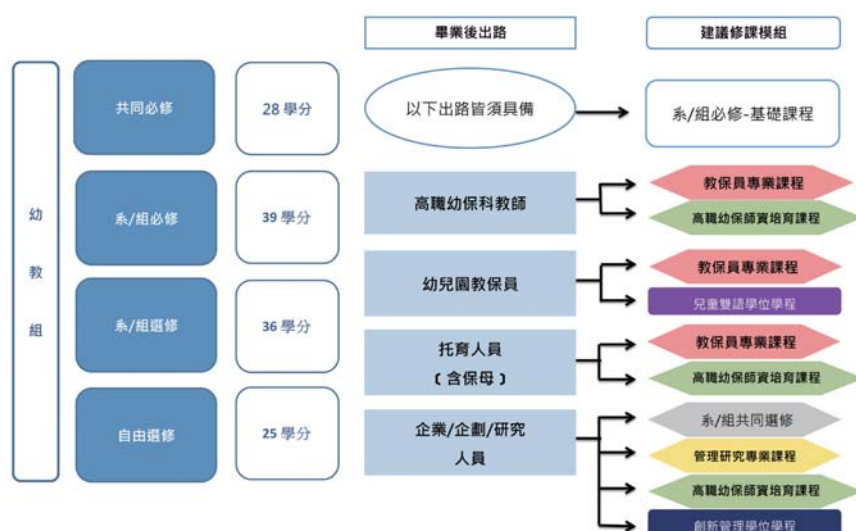 畢業後出路
建議修課模組
幼教組
共同必修
28 學分
以下出路皆須具備
系/組必修-基礎課程
系/組必修
39 學分
高職幼保科教師
教保員專業課程
高職幼保師資培育課程
系/組選修
36 學分
幼兒園教保員
教保員專業課程
兒童雙語學位學程
托育人員
(含保母)
教保員專業課程
高職幼保師資培育課程
自由選修
25 學分
企業/企劃/研究
人員
系/組共同選修
管理研究專業課程
高職幼保師資培育課程
創新管理學位學程